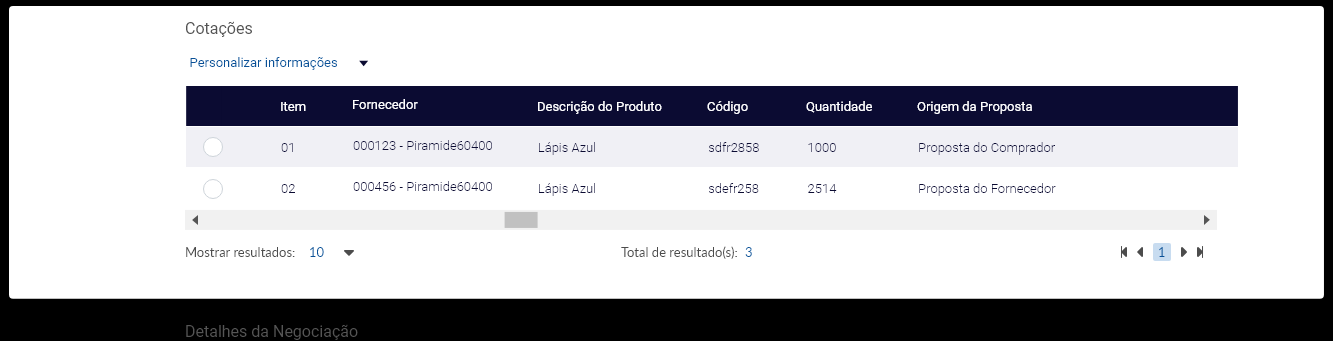 Cotações
Personalizar informações
Item Fornecedor Descrição do Produto Código Quantidade Origem da Proposta
01 000123 - Piramide60400 Lápis Azul sdfr2858 1000 Proposta do Comprador
02 000456 - Piramide60400 Lápis Azul sdefr258 2514 Proposta do Fornecedor
Mostrar resultados: 10 Total de resultado(s): 3 1
Detalhes da Negociação